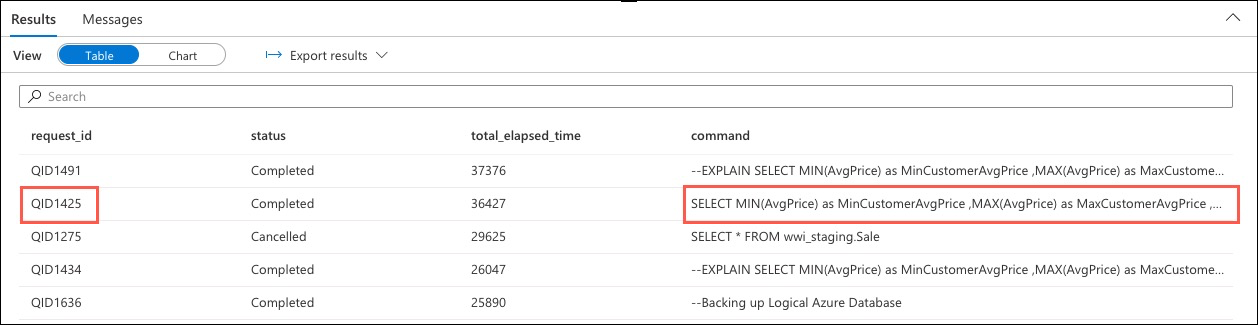 Results Messages
View Table Chart Export results
Search
request_id status total_elapsed_time command
QID1491 Completed 37376 --EXPLAIN SELECT MIN(AvgPrice) as MinCustomerAvgPrice ,MAX(AvgPrice) as MaxCustome...
QID1425 Completed 36427 SELECT MIN(AvgPrice) as MinCustomerAvgPrice ,MAX(AvgPrice) as MaxCustomerAvgPrice ,...
QID1275 Cancelled 29625 SELECT * FROM wwi_staging.Sale
QID1434 Completed 26047 --EXPLAIN SELECT MIN(AvgPrice) as MinCustomerAvgPrice ,MAX(AvgPrice) as MaxCustome...
QID1636 Completed 25890 --Backing up Logical Azure Database